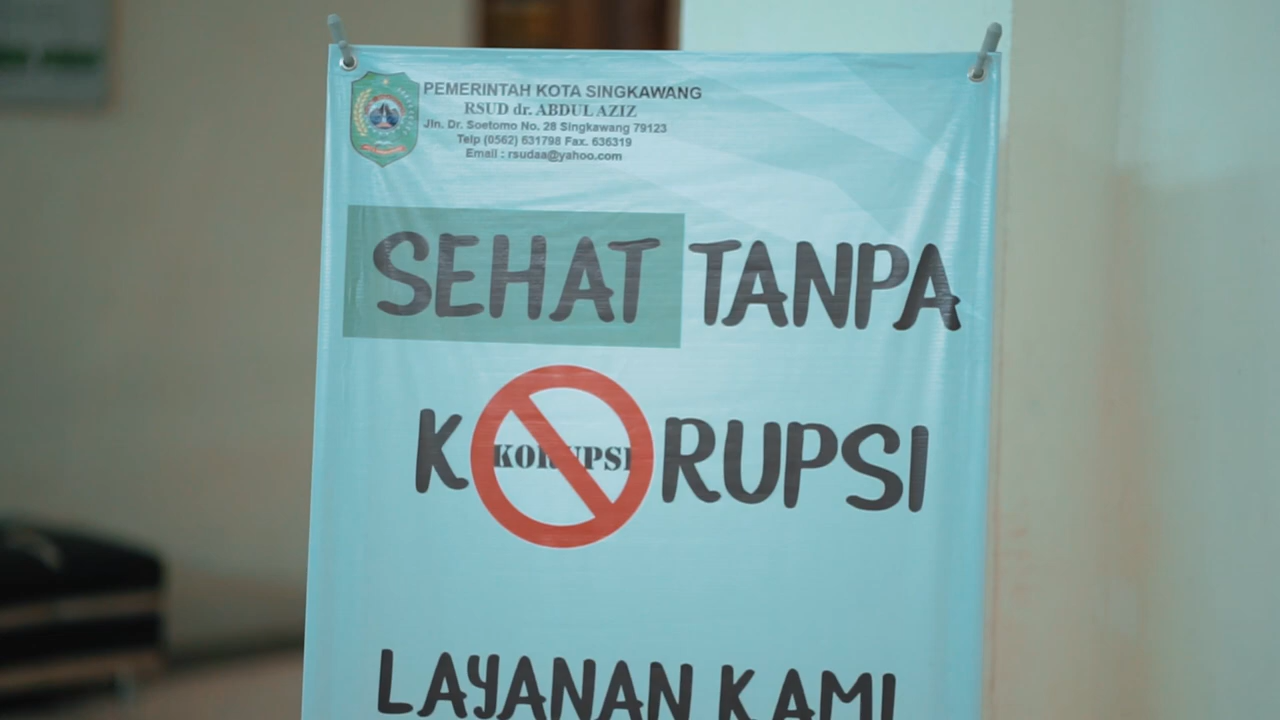 PEMERINTAH KOTA SINGKAWANG
RSUD dr. ABDUL AZIZ
Jln. Dr. Soetomo No. 28 Singkawang 79123
Telp (0562) 631798 Fax. 636319
Email : rsudaa@yahoo.com
SEHAT TANPA
KORUPSI
KORUPSI
LAYANAN KAMI